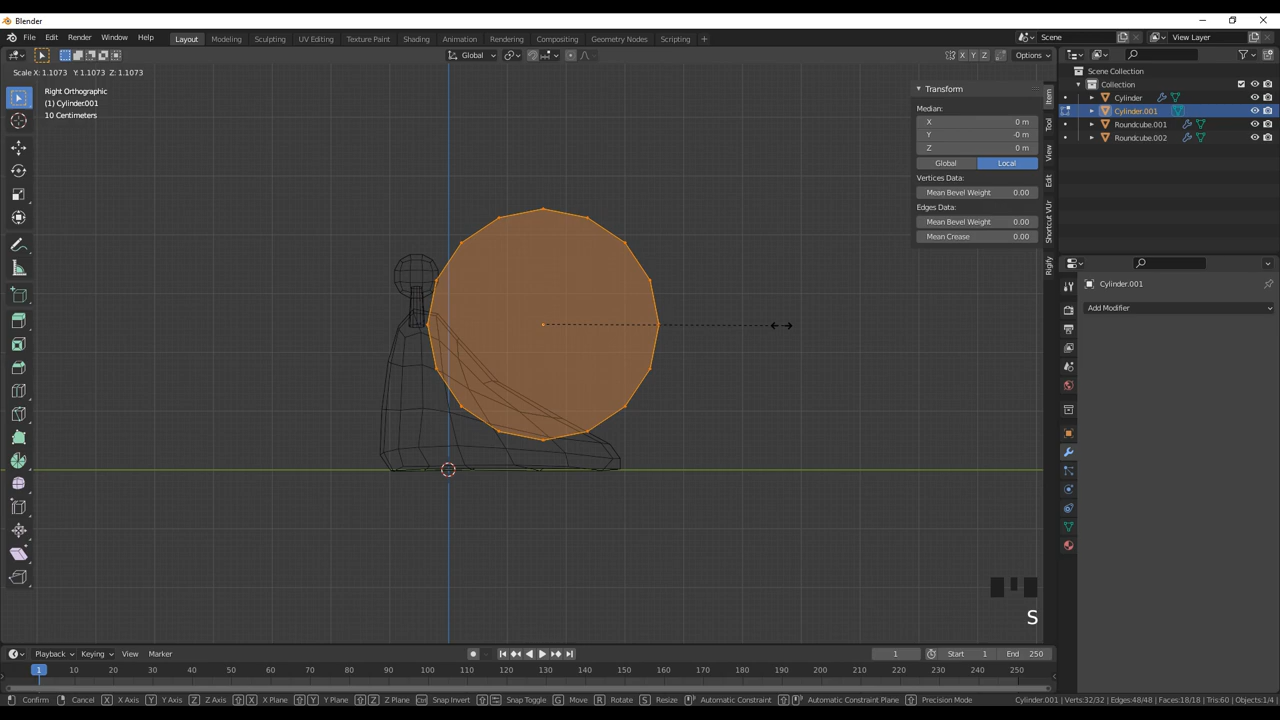 Blender
File Edit Render Window Help Layout Modeling Sculpting UV Editing Texture Paint Shading Animation Rendering Compositing Geometry Nodes Scripting + Scene View Layer
Global X Y Z Options
Scale X: 1.1073 Y: 1.1073 Z: 1.1073
Right Orthographic
(1) Cylinder.001
10 Centimeters
Transform
Median:
X 0 m
Y -0 m
Z 0 m
Global Local
Vertices Data:
Mean Bevel Weight 0.00
Edges Data:
Mean Bevel Weight 0.00
Mean Crease 0.00
Item
Tool
View
Edit
Shortcut VUr
Rigify
Scene Collection
Collection
Cylinder
Cylinder.001
Roundcube.001
Roundcube.002
Cylinder.001
Add Modifier
S
Playback Keying View Marker 1 Start 1 End 250
1 10 20 30 40 50 60 70 80 90 100 110 120 130 140 150 160 170 180 190 200 210 220 230 240 250
Confirm Cancel X X Axis Y Y Axis Z Z Axis X X Plane Y Y Plane Z Z Plane Snap Invert Snap Toggle G Move R Rotate S Resize Automatic Constraint Automatic Constraint Plane Precision Mode Cylinder.001 | Verts:32/32 | Edges:48/48 | Faces:18/18 | Tris:60 | Objects:1/4